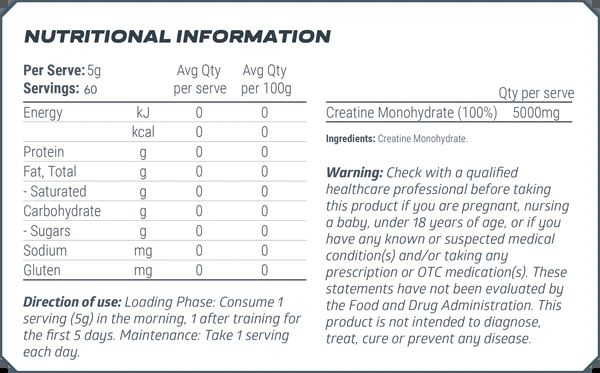 NUTRITIONAL INFORMATION
Per Serve: 5g
Servings: 60
Avg Qty per serve
Avg Qty per 100g
Energy kJ 0 0
kcal 0 0
Protein g 0 0
Fat, Total g 0 0
- Saturated g 0 0
Carbohydrate g 0 0
- Sugars g 0 0
Sodium mg 0 0
Gluten mg 0 0
Direction of use: Loading Phase: Consume 1
serving (5g) in the morning, 1 after training for
the first 5 days. Maintenance: Take 1 serving
each day.
Qty per serve
Creatine Monohydrate (100%) 5000mg
Ingredients: Creatine Monohydrate.
Warning: Check with a qualified
healthcare professional before taking
this product if you are pregnant, nursing
a baby, under 18 years of age, or if you
have any known or suspected medical
condition(s) and/or taking any
prescription or OTC medication(s). These
statements have not been evaluated by
the Food and Drug Administration. This
product is not intended to diagnose,
treat, cure or prevent any disease.